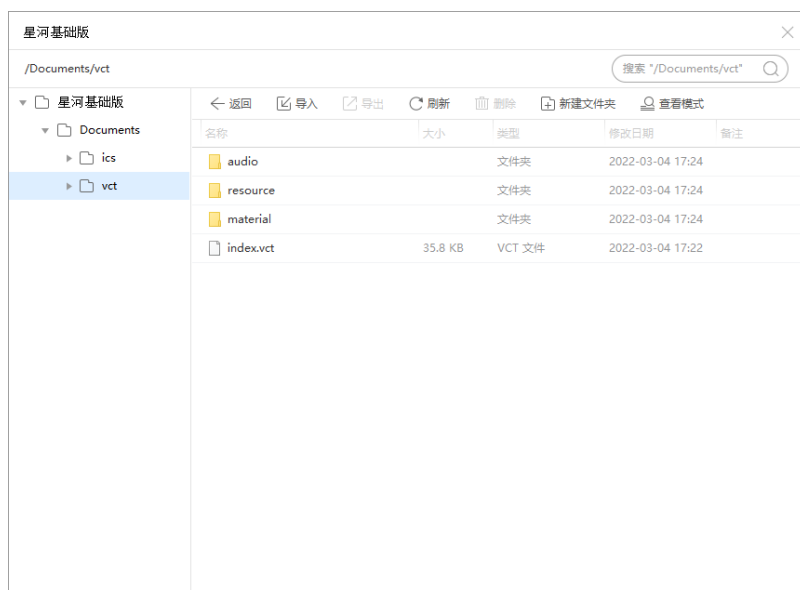 星河基础版
/Documents/vct
搜索 "/Documents/vct"
星河基础版
Documents
ics
vct
返回 导入 导出 刷新 删除 新建文件夹 查看模式
名称 大小 类型 修改日期 备注
audio 文件夹 2022-03-04 17:24
resource 文件夹 2022-03-04 17:24
material 文件夹 2022-03-04 17:24
index.vct 35.8 KB VCT 文件 2022-03-04 17:22